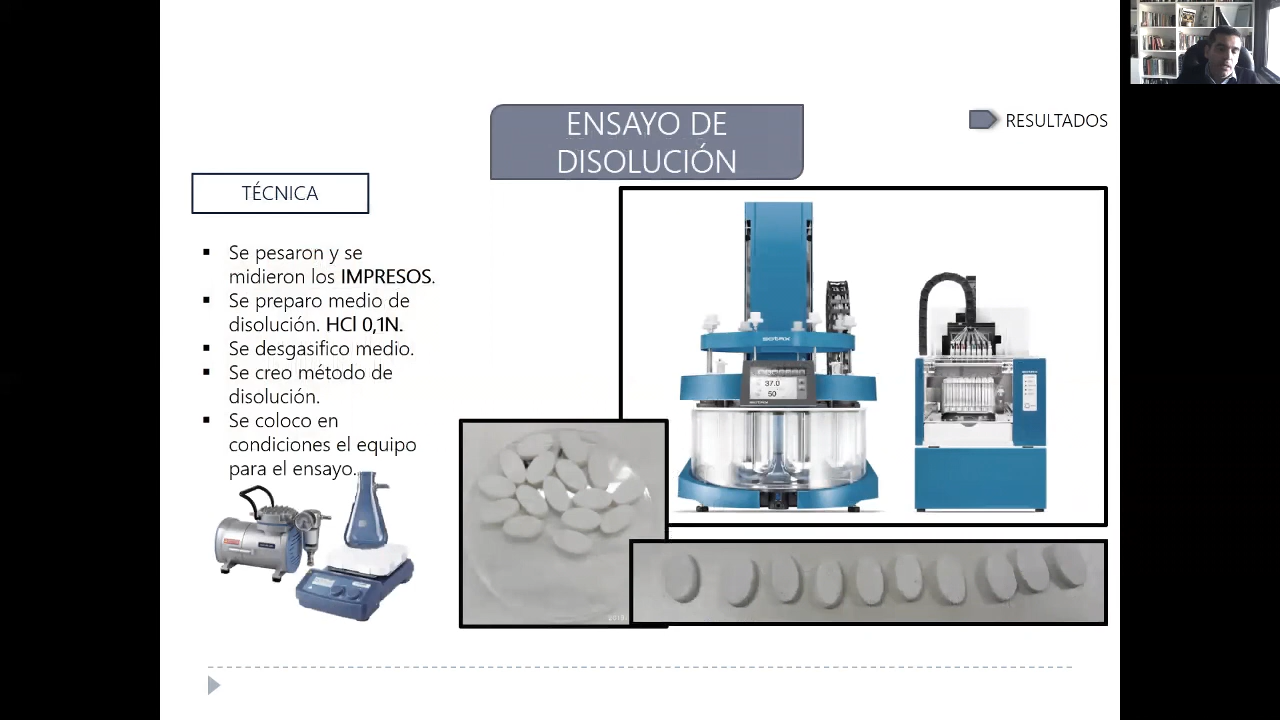 ENSAYO DE
DISOLUCIÓN
RESULTADOS
TÉCNICA
▪ Se pesaron y se
midieron los IMPRESOS.
▪ Se preparo medio de
disolución. HCl 0,1N.
▪ Se desgasifico medio.
▪ Se creo método de
disolución.
▪ Se coloco en
condiciones el equipo
para el ensayo.
SOTAX
37.0
50
SOTAX